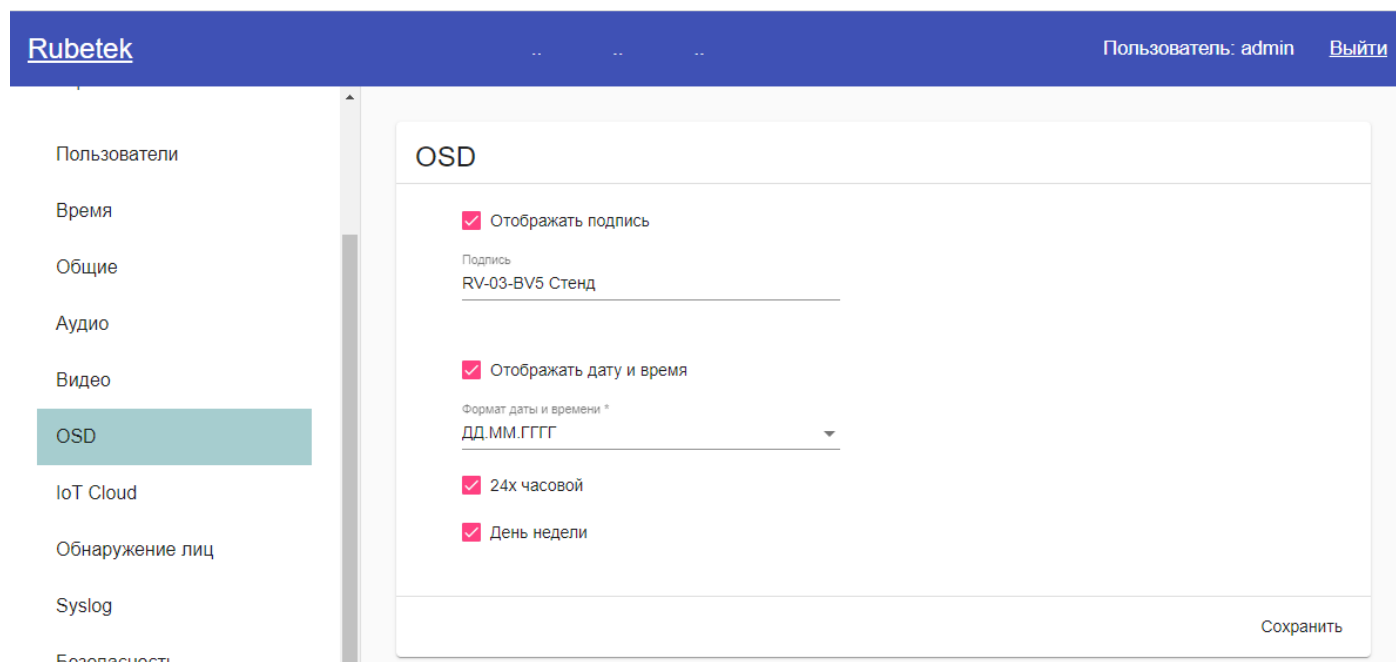 Rubetek
Пользователь: admin Выйти
Пользователи
Время
Общие
Аудио
Видео
OSD
IoT Cloud
Обнаружение лиц
Syslog
Безопасность
OSD
Отображать подпись
Подпись
RV-03-BV5 Стенд
Отображать дату и время
Формат даты и времени *
ДД.ММ.ГГГГ
24х часовой
День недели
Сохранить